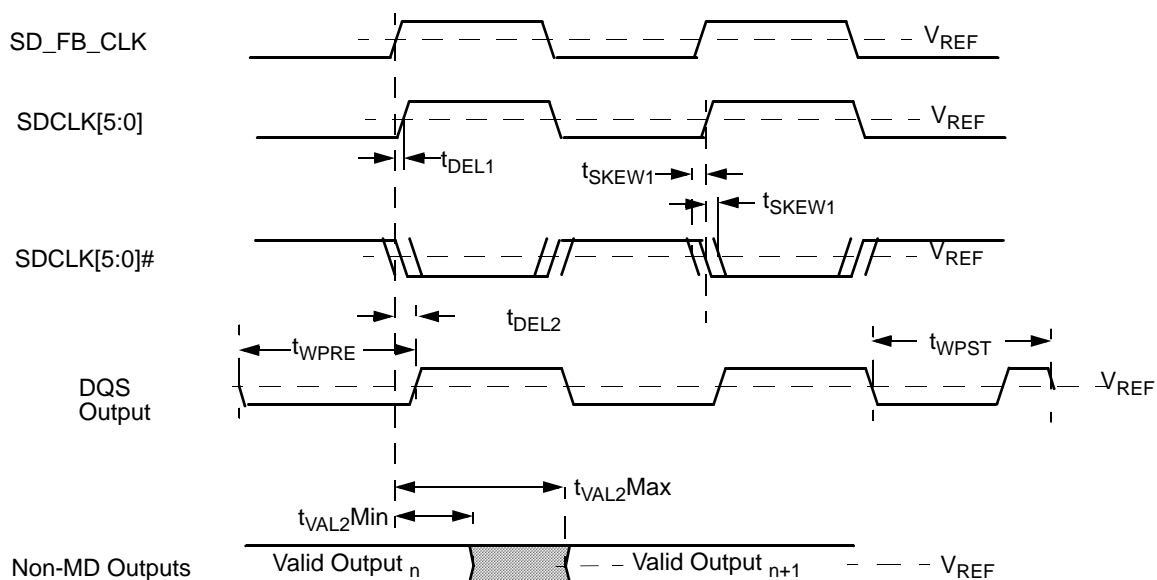 SD_FB_CLK
VREF
SDCLK[5:0]
VREF
tDEL1
tSKEW1
tSKEW1
SDCLK[5:0]#
VREF
tDEL2
tWPRE
tWPST
DQS
Output
VREF
tVAL2Max
tVAL2Min
Non-MD Outputs
Valid Output n
Valid Output n+1
VREF